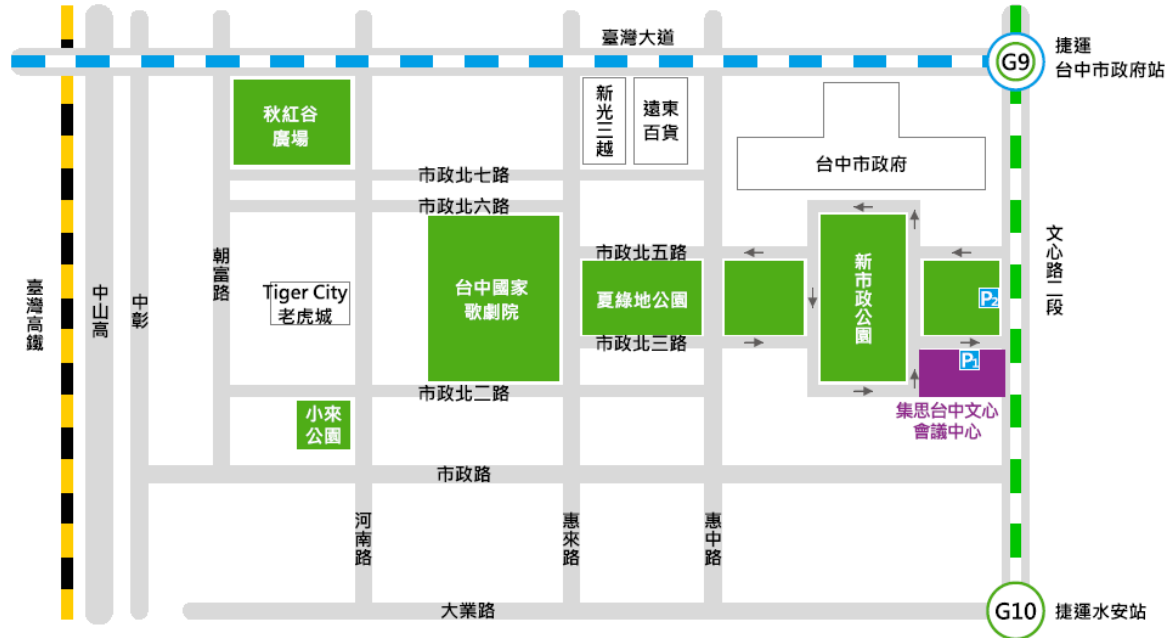 臺灣大道
G9
捷運
台中市政府站
秋紅谷
廣場
新光三越
遠東
百貨
台中市政府
市政北七路
市政北六路
朝富路
Tiger City
老虎城
台中國家
歌劇院
市政北五路
夏綠地公園
市政北三路
新市政公園
P2
P1
文心路二段
臺灣高鐵
中山高
中彰
市政北二路
小來
公園
集思台中文心
會議中心
市政路
河南路
惠來路
惠中路
大業路
G10
捷運水安站